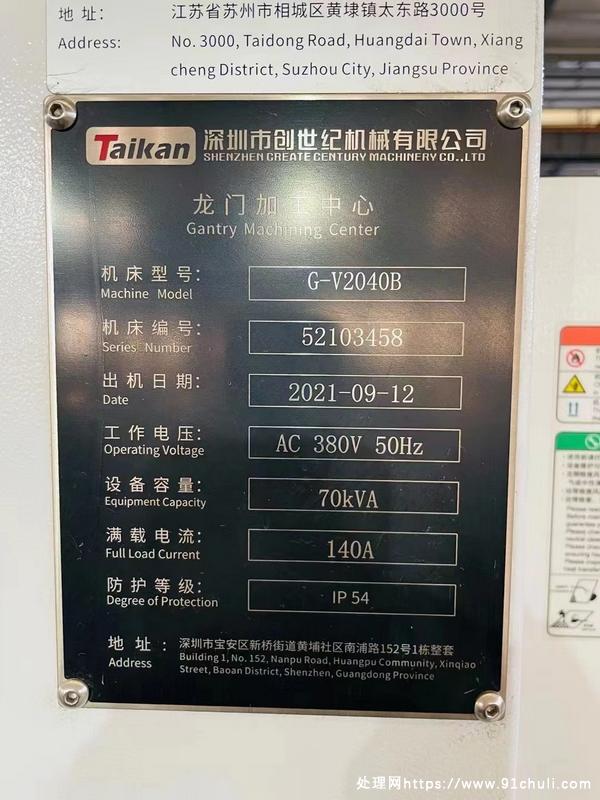 地 址: 江苏省苏州市相城区黄埭镇太东路3000号
Address: No. 3000, Taidong Road, Huangdai Town, Xiang
cheng District, Suzhou City, Jiangsu Province
Taikan 深圳市创世纪机械有限公司
SHENZHEN CREATE CENTURY MACHINERY CO.,LTD
龙门加工中心
Gantry Machining Center
机床型号: G-V2040B
Machine Model
机床编号: 52103458
Series Number
出机日期: 2021-09-12
Date
工作电压: AC 380V 50Hz
Operating Voltage
设备容量: 70kVA
Equipment Capacity
满载电流: 140A
Full Load Current
防护等级: IP 54
Degree of Protection
地 址: 深圳市宝安区新桥街道黄埔社区南浦路152号1栋整套
Address Building 1, No. 152, Nanpu Road, Huangpu Community, Xinqiao
Street, Baoan District, Shenzhen, Guangdong Province
处理网https://www.91chuli.com